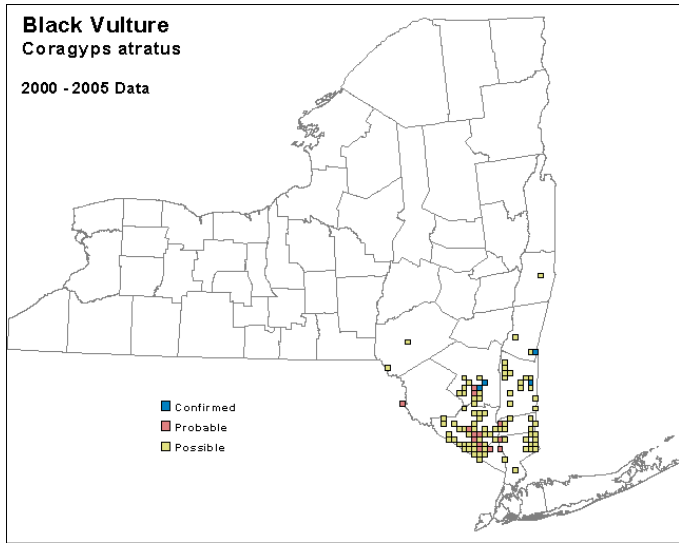 Black Vulture
Coragyps atratus
2000 - 2005 Data
Confirmed
Probable
Possible